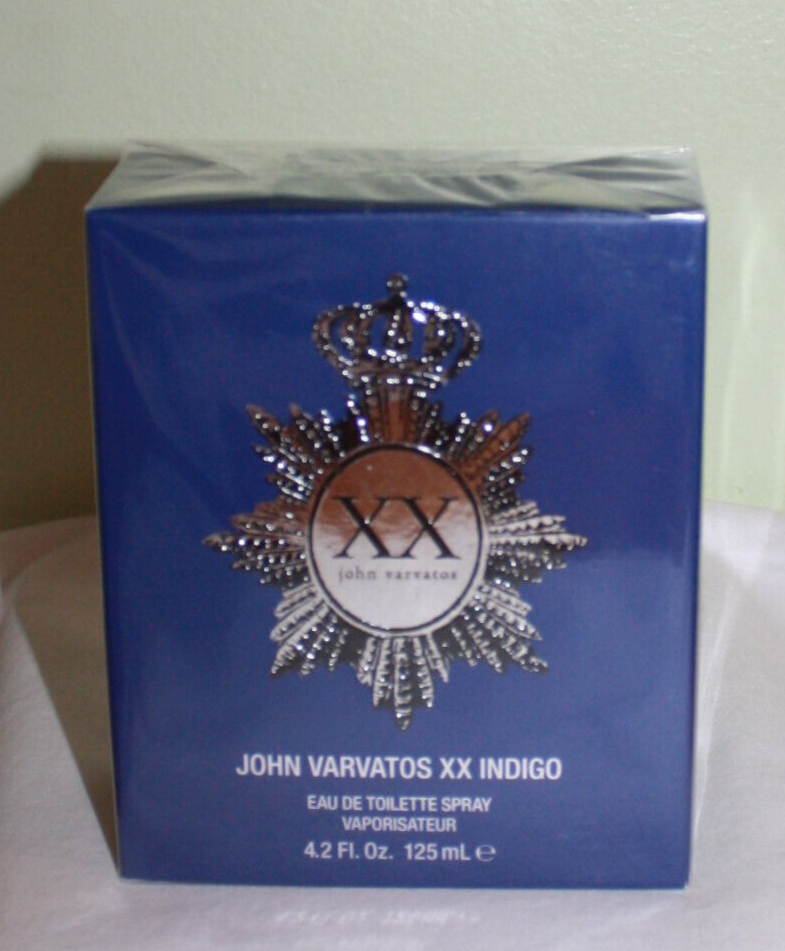 XX
john varvatos
JOHN VARVATOS XX INDIGO
EAU DE TOILETTE SPRAY
VAPORISATEUR
4.2 Fl. Oz. 125 mL ℮